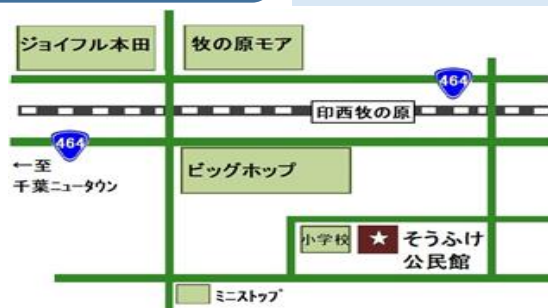 ジョイフル本田
牧の原モア
464
印西牧の原
464
←至
千葉ニュータウン
ビッグホップ
小学校
★
そうふけ
公民館
ミニストップ